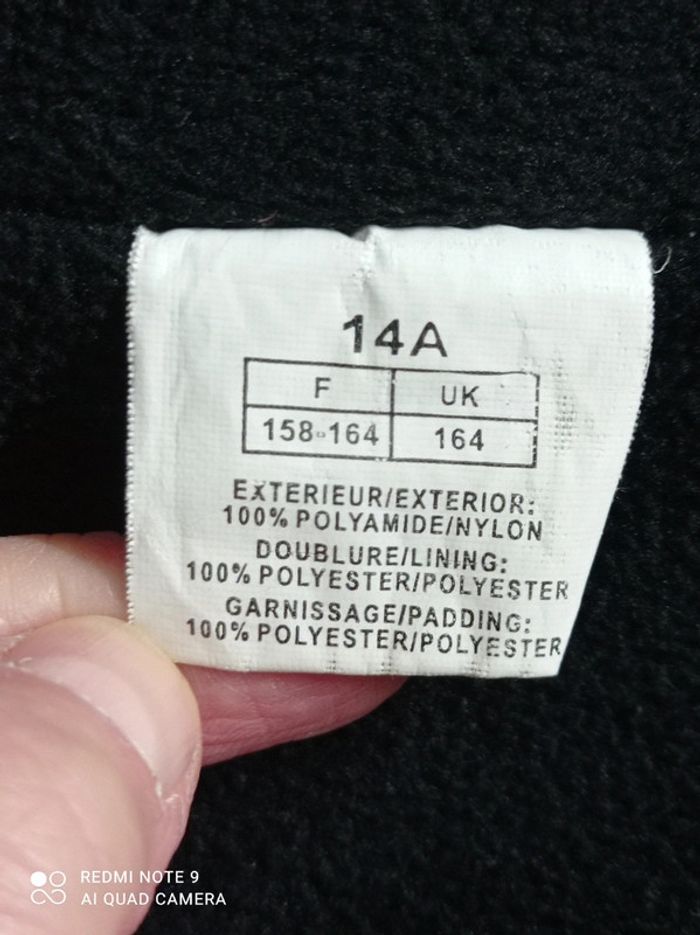 14A
F UK
158-164 164
EXTERIEUR/EXTERIOR:
100% POLYAMIDE/NYLON
DOUBLURE/LINING:
100% POLYESTER/POLYESTER
GARNISSAGE/PADDING:
100% POLYESTER/POLYESTER
REDMI NOTE 9
AI QUAD CAMERA